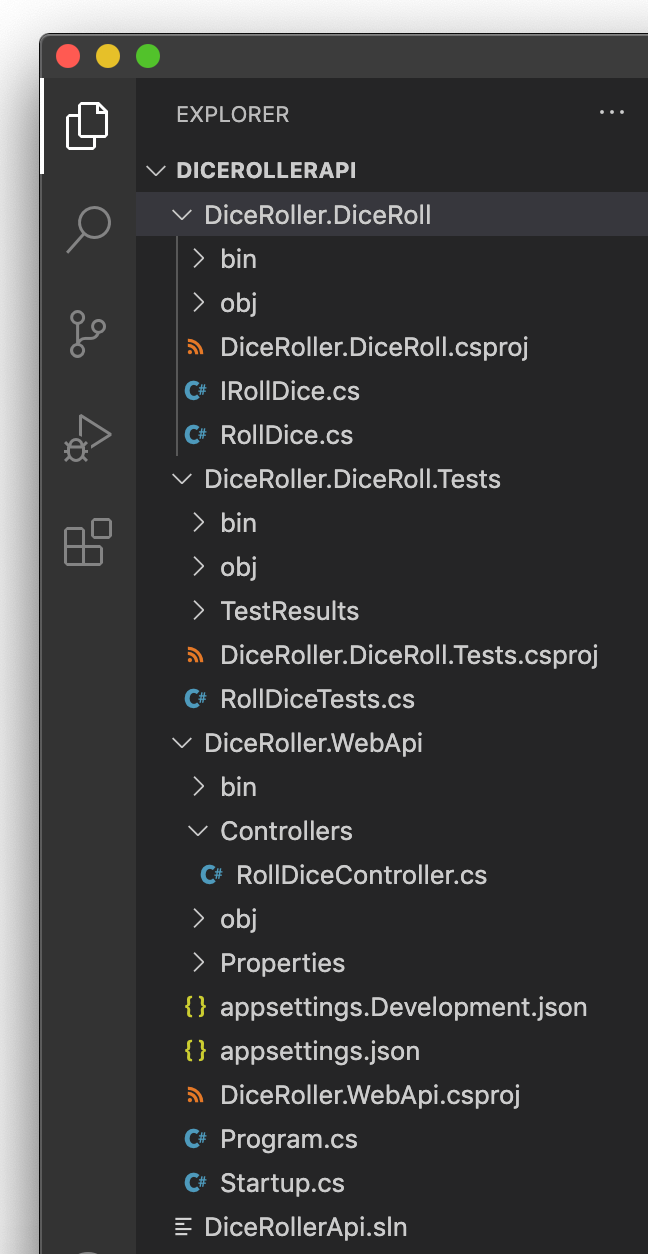 EXPLORER
DICEROLLERAPI
DiceRoller.DiceRoll
bin
obj
DiceRoller.DiceRoll.csproj
C# IRollDice.cs
C# RollDice.cs
DiceRoller.DiceRoll.Tests
bin
obj
TestResults
DiceRoller.DiceRoll.Tests.csproj
C# RollDiceTests.cs
DiceRoller.WebApi
bin
Controllers
C# RollDiceController.cs
obj
Properties
{} appsettings.Development.json
{} appsettings.json
DiceRoller.WebApi.csproj
C# Program.cs
C# Startup.cs
DiceRollerApi.sln